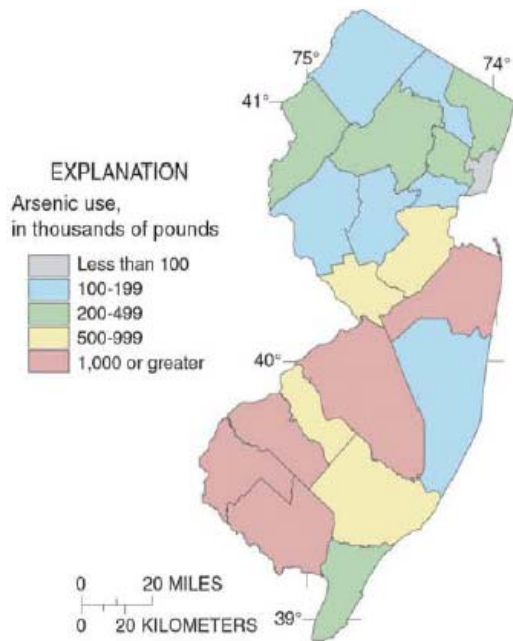 75°
74°
41°
EXPLANATION
Arsenic use,
in thousands of pounds
Less than 100
100-199
200-499
500-999
1,000 or greater
40°
0 20 MILES
0 20 KILOMETERS
39°